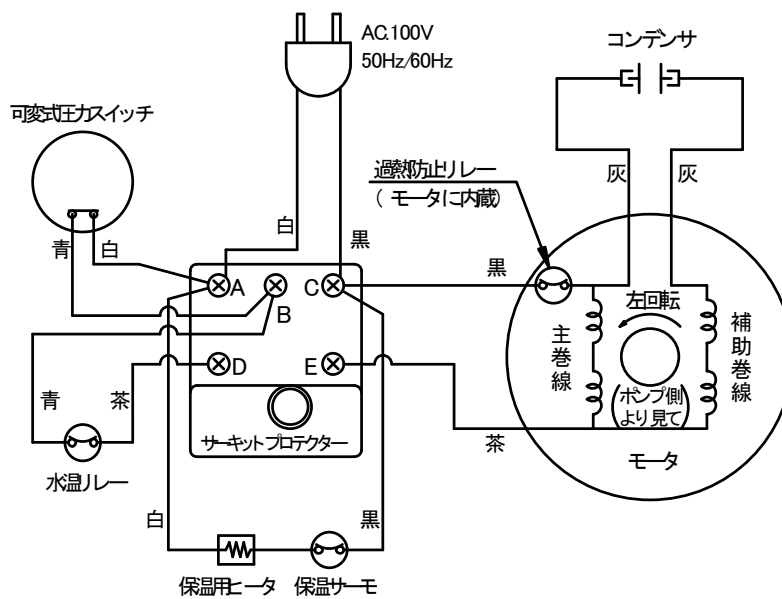 AC.100V
50Hz/60Hz
コンデンサ
可変式圧力スイッチ
過熱防止リレー
(モータに内蔵)
灰
灰
白
黒
青
白
黒
A
B
C
D
E
左回転
主巻線
補助巻線
(ポンプ側
より見て)
モータ
青
茶
茶
サーキットプロテクター
水温リレー
白
黒
保温用ヒータ
保温サーモ